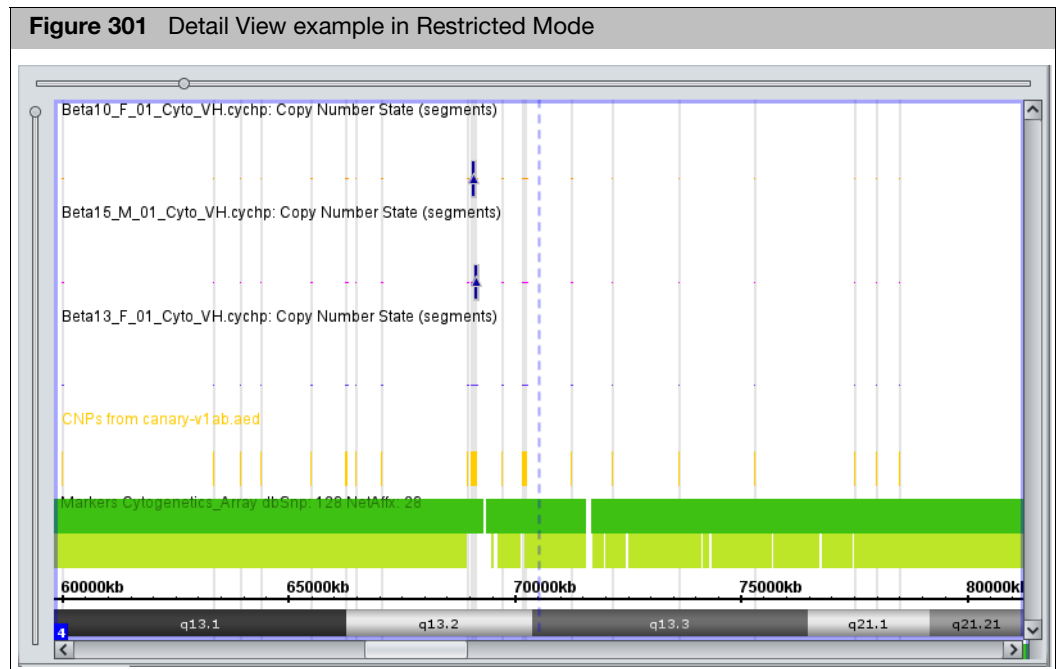 Figure 301 Detail View example in Restricted Mode
Beta10_F_01_Cyto_VH.cychp: Copy Number State (segments)
Beta15_M_01_Cyto_VH.cychp: Copy Number State (segments)
Beta13_F_01_Cyto_VH.cychp: Copy Number State (segments)
CNPs from canary-v1ab.aed
Markers Cytogenetics_Array dbSnp: 128 NetAffx: 28
60000kb 65000kb 70000kb 75000kb 80000k
q13.1 q13.2 q13.3 q21.1 q21.21
4